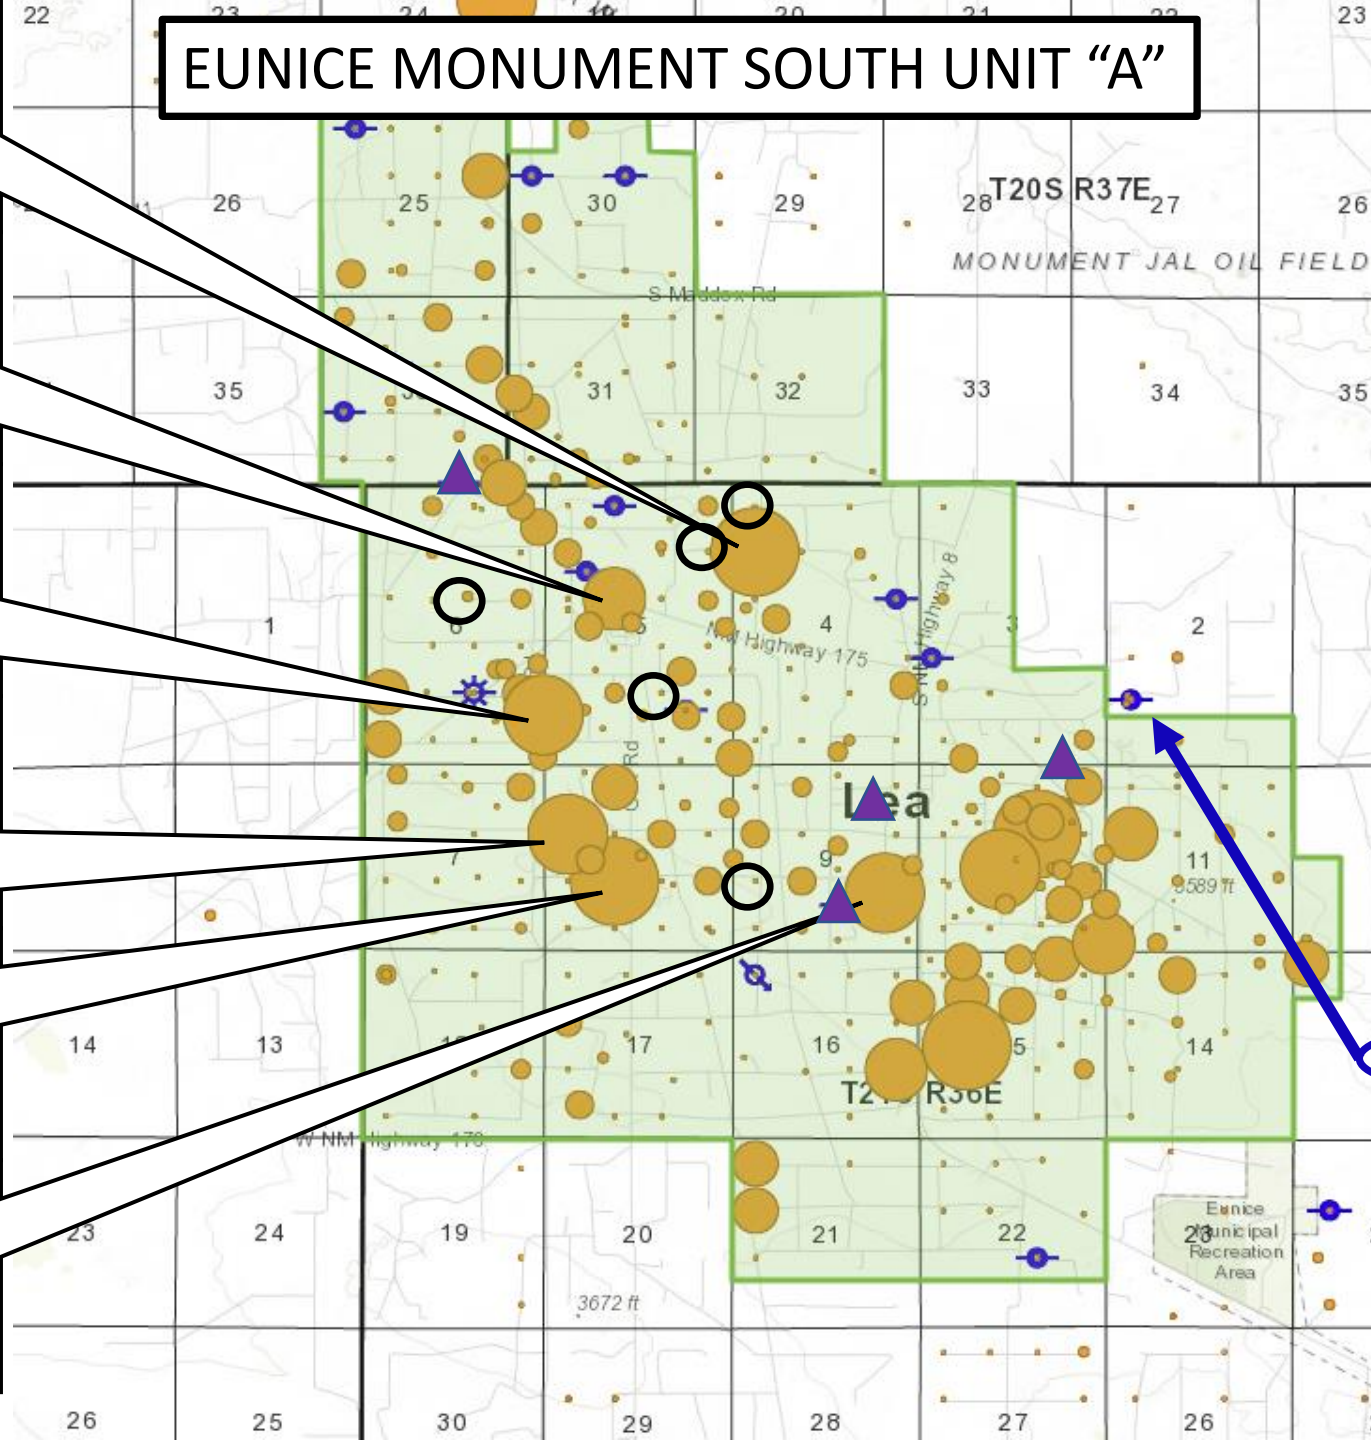 22 23 24 19 20 21 22 23
EUNICE MONUMENT SOUTH UNIT “A”
26 25 30 29 28 T20S R37E 27 26
MONUMENT JAL OIL FIELD
S Maddox Rd
35 31 32 33 34 35
1 6 5 4 3 2
NM Highway 175
Highway 8
Rd
Lea
7 9 11
3589 ft
14 13 17 16 5 14
R36E
W NM Highway 176
23 24 19 20 21 22 23
Eunice
Municipal
Recreation
Area
3672 ft
26 25 30 29 28 27 26